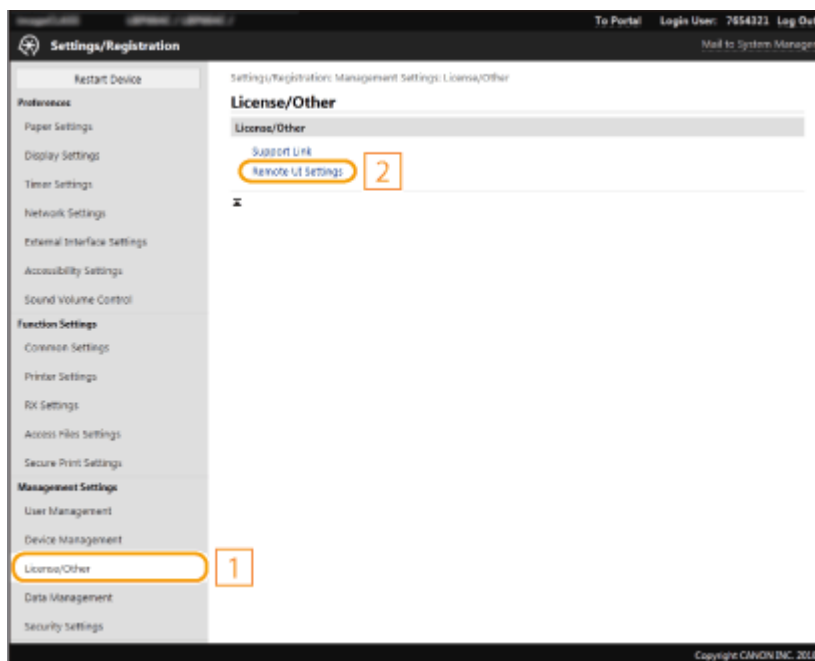 To Portal Login User: 7654321 Log Out
Settings/Registration
Mail to System Manager
Restart Device
Settings/Registration: Management Settings: License/Other
Preferences
License/Other
Paper Settings
License/Other
Display Settings
Support Link
Remote UI Settings
2
Timer Settings
Network Settings
External Interface Settings
Accessibility Settings
Sound Volume Control
Function Settings
Common Settings
Printer Settings
RX Settings
Access Files Settings
Secure Print Settings
Management Settings
User Management
Device Management
License/Other
1
Data Management
Security Settings
Copyright CANON INC. 2018